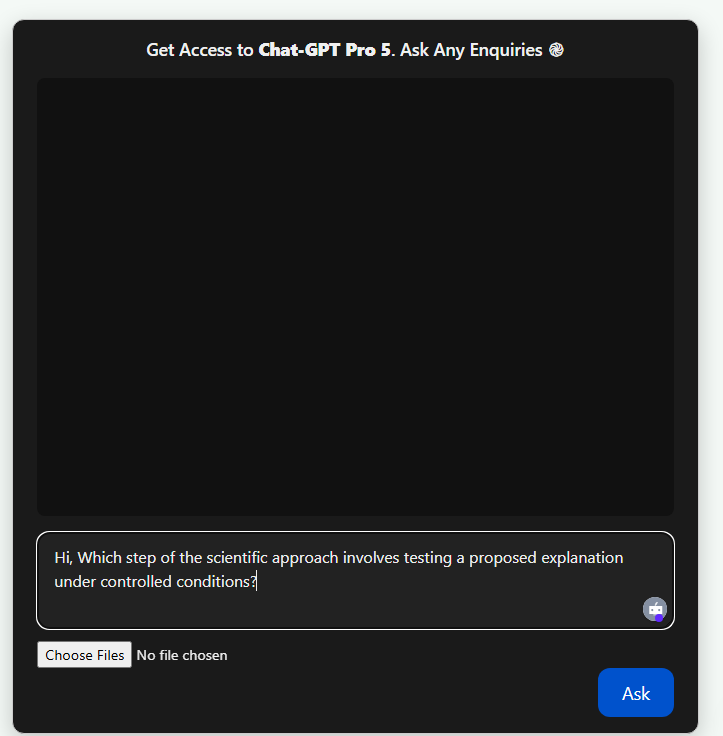 Get Access to Chat-GPT Pro 5. Ask Any Enquiries
Hi, Which step of the scientific approach involves testing a proposed explanation
under controlled conditions?
Choose Files No file chosen
Ask